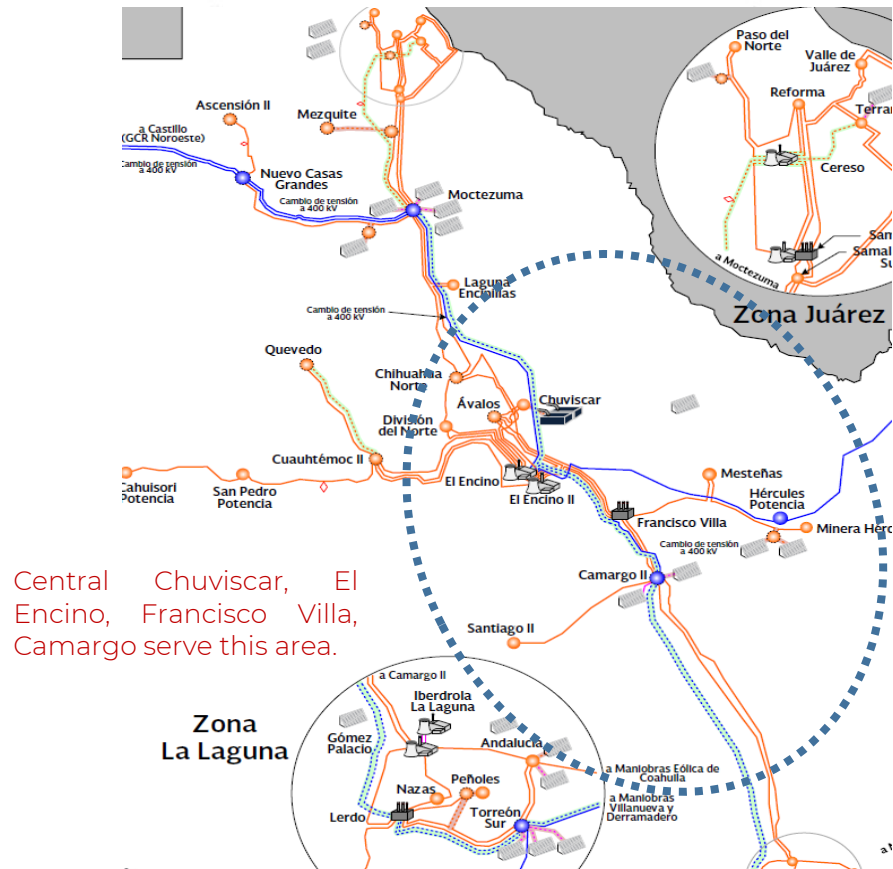 Paso del
Norte
Valle de
Juárez
Reforma
Cereso
a Moctezuma
Zona Juárez
Ascensión II
a Castillo
(GCR Noroeste)
Cambio de tensión
a 400 kV
Mezquite
Nuevo Casas
Grandes
Cambio de tensión
a 400 kV
Moctezuma
Laguna
Encinillas
Cambio de tensión
a 400 kV
Quevedo
Chihuahua
Norte
Ávalos
Chuviscar
División
del Norte
Cuauhtémoc II
San Pedro
Potencia
El Encino
El Encino II
Mesteñas
Hércules
Potencia
Francisco Villa
Cambio de tensión
a 400 kV
Camargo II
Santiago II
Central Chuviscar, El
Encino, Francisco Villa,
Camargo serve this area.
Zona
La Laguna
a Camargo II
Iberdrola
La Laguna
Gómez
Palacio
Andalucía
a Maniobras Eólica de
Coahuila
Nazas
Peñoles
a Maniobras
Villanueva y
Derramadero
Lerdo
Torreón
Sur